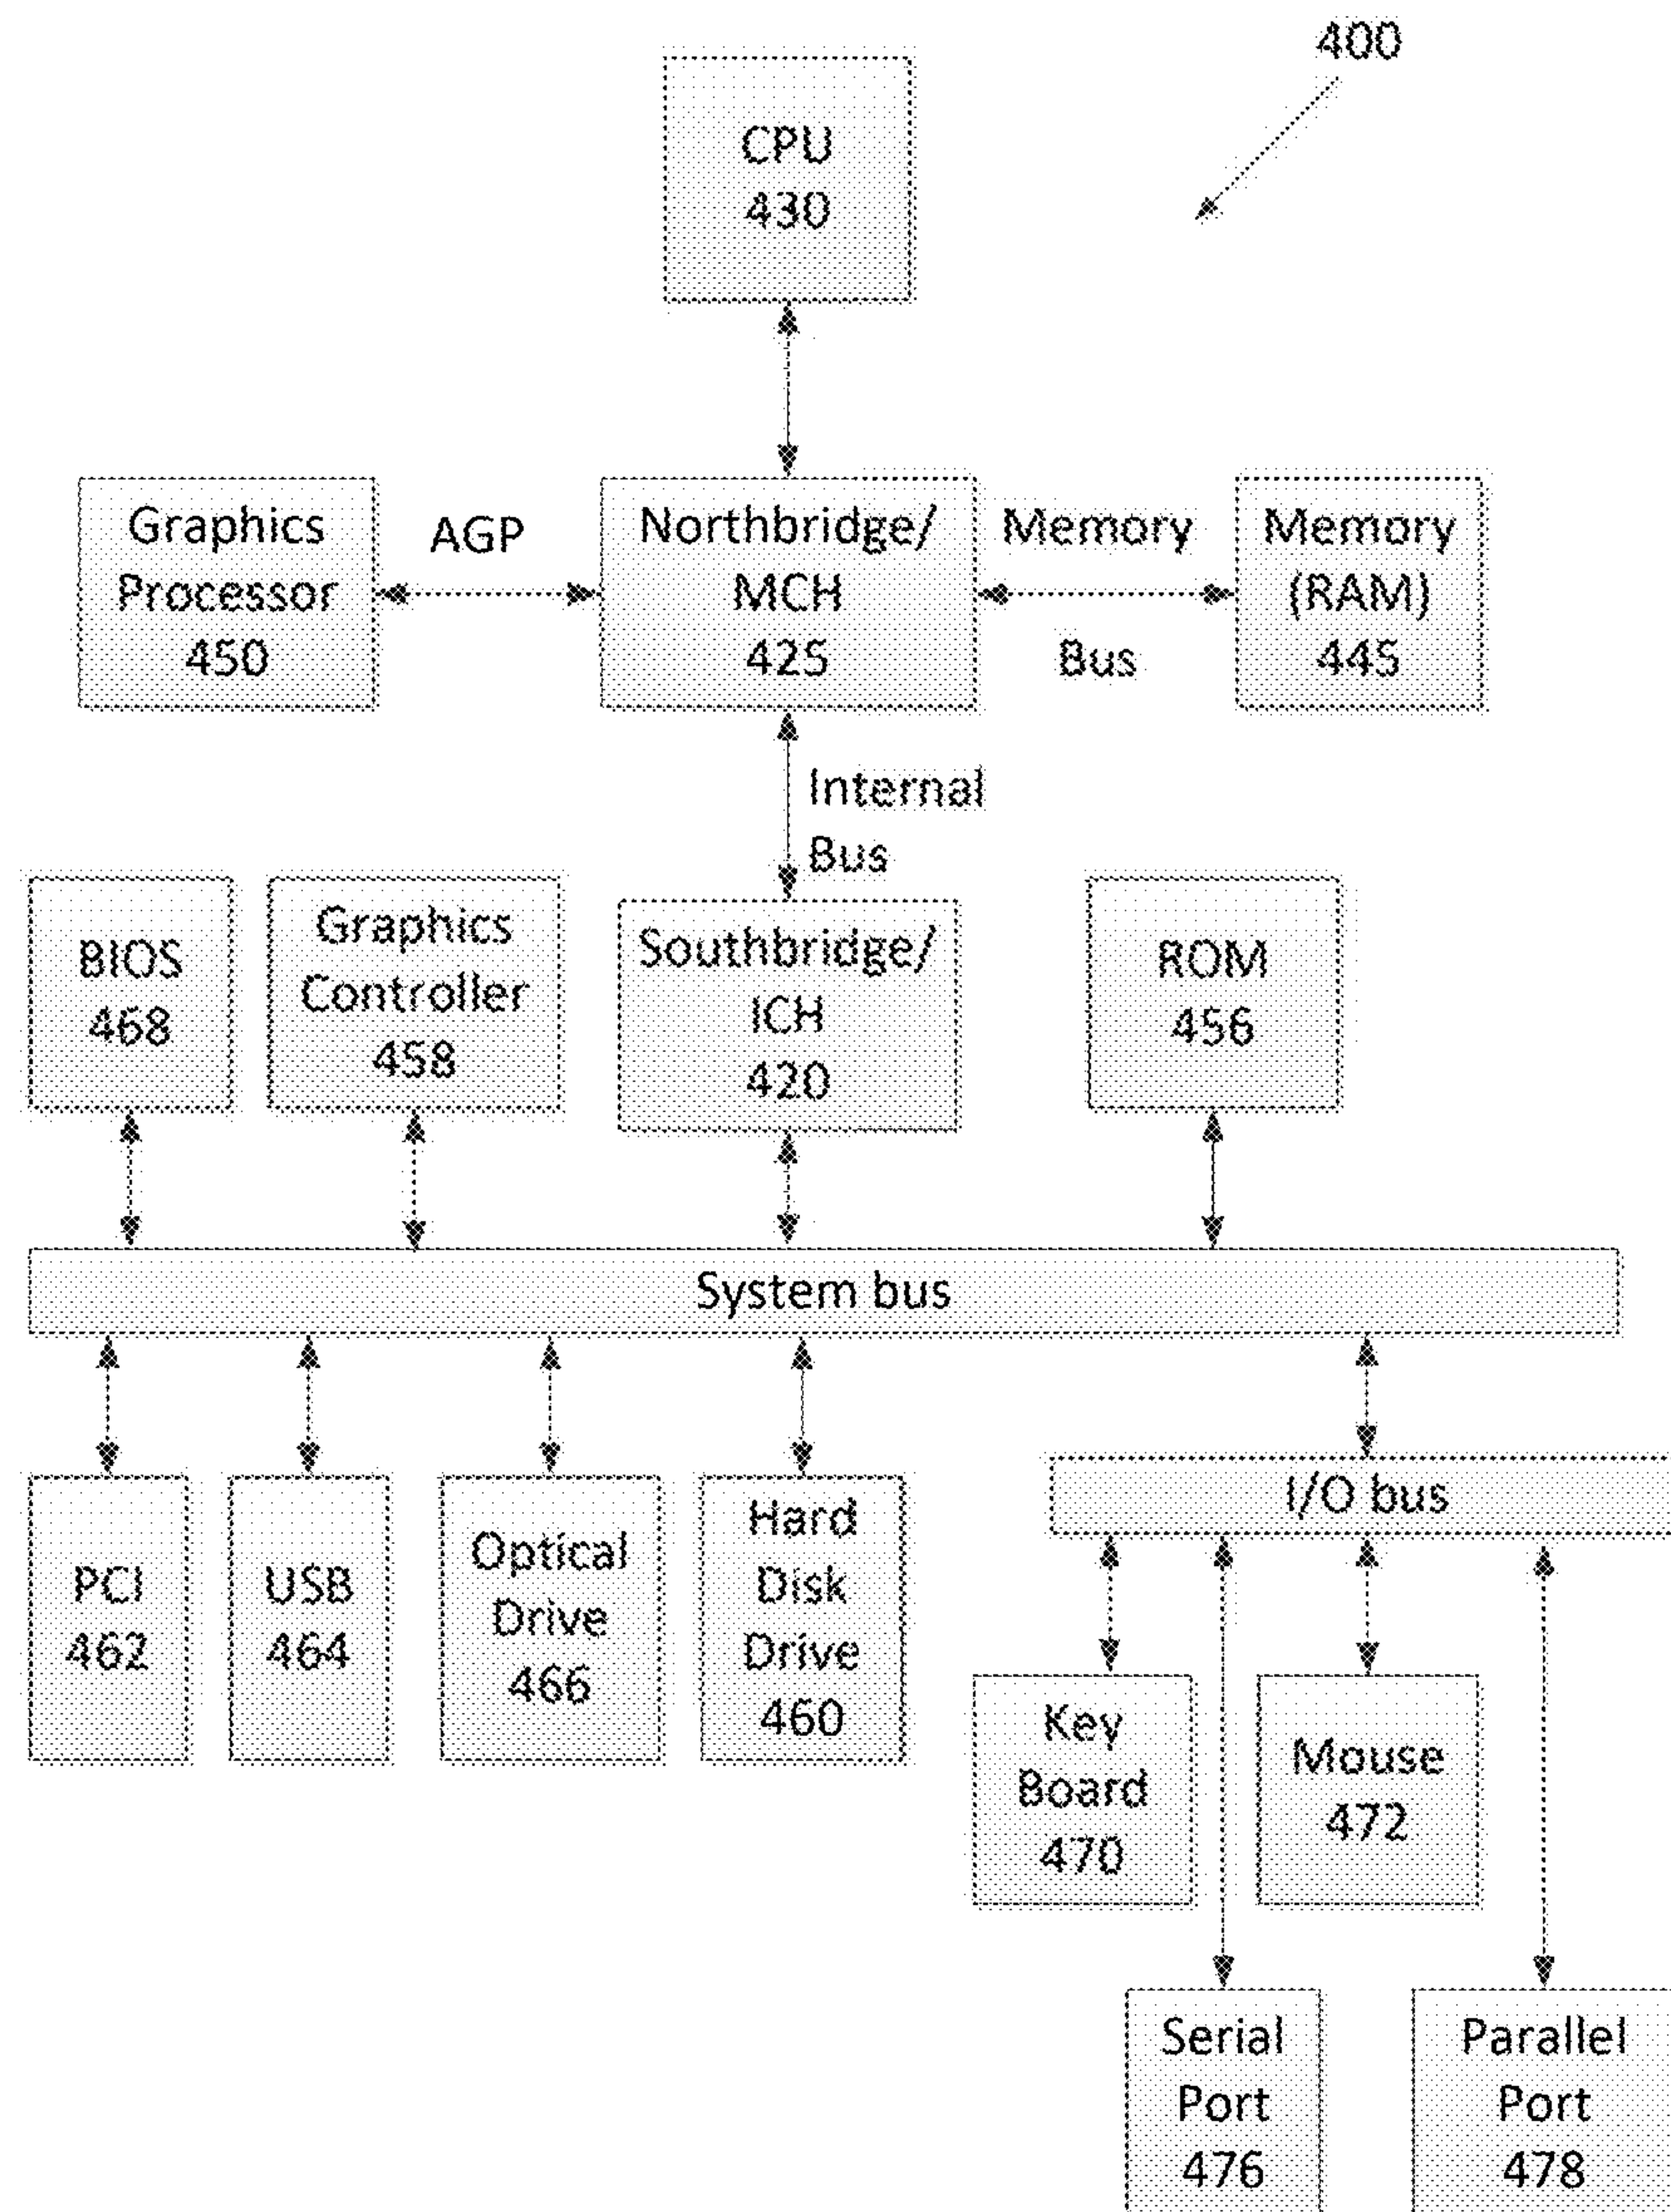 400
CPU
430
Graphics
Processor
450
AGP
Northbridge/
MCH
425
Memory
Bus
Memory
(RAM)
445
Internal
Bus
BIOS
468
Graphics
Controller
458
Southbridge/
ICH
420
ROM
456
System bus
PCI
462
USB
464
Optical
Drive
466
Hard
Disk
Drive
460
I/O bus
Key
Board
470
Mouse
472
Serial
Port
476
Parallel
Port
478